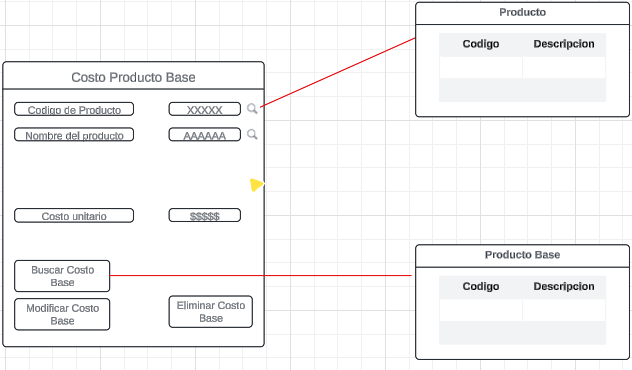 Producto
Codigo Descripcion
Costo Producto Base
Codigo de Producto XXXXX
Nombre del producto AAAAAA
Costo unitario $$$$$
Buscar Costo
Base
Modificar Costo
Base
Eliminar Costo
Base
Producto Base
Codigo Descripcion